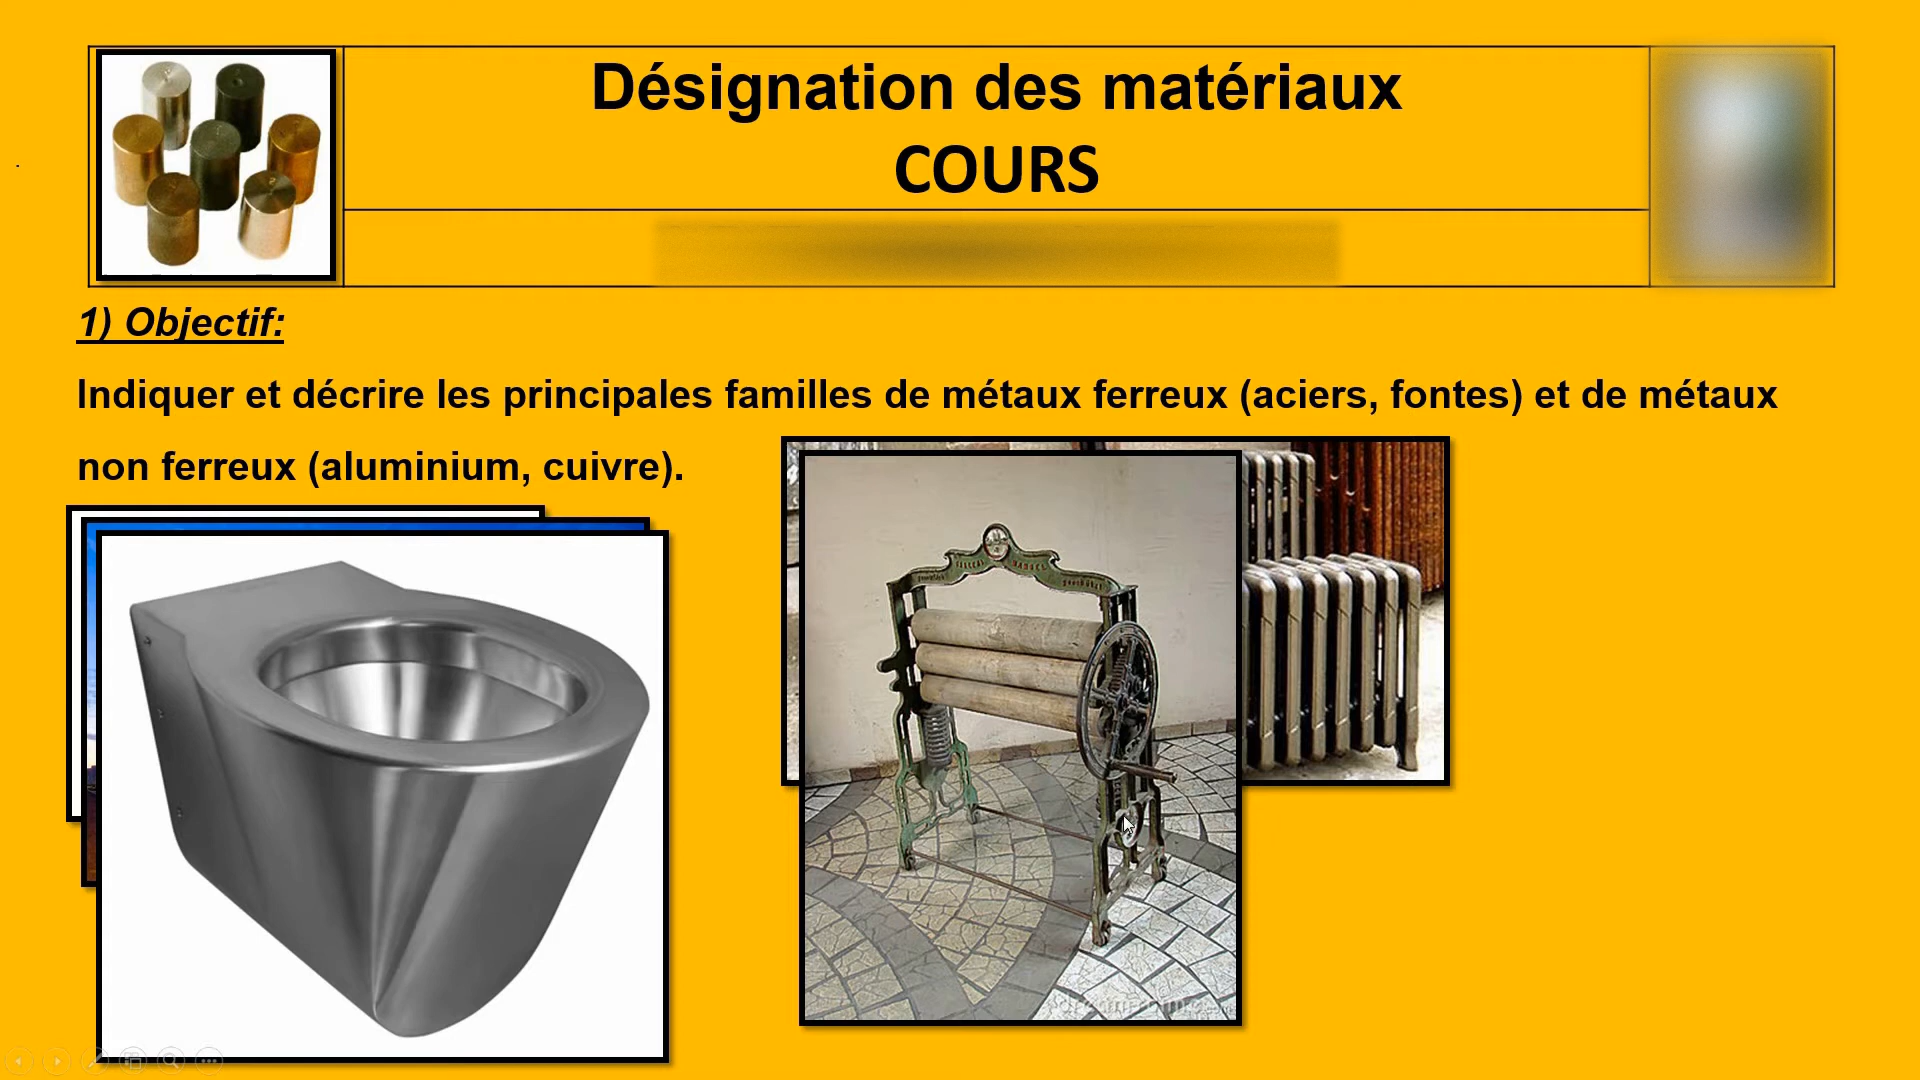 Désignation des matériaux
COURS
1) Objectif:
Indiquer et décrire les principales familles de métaux ferreux (aciers, fontes) et de métaux
non ferreux (aluminium, cuivre).